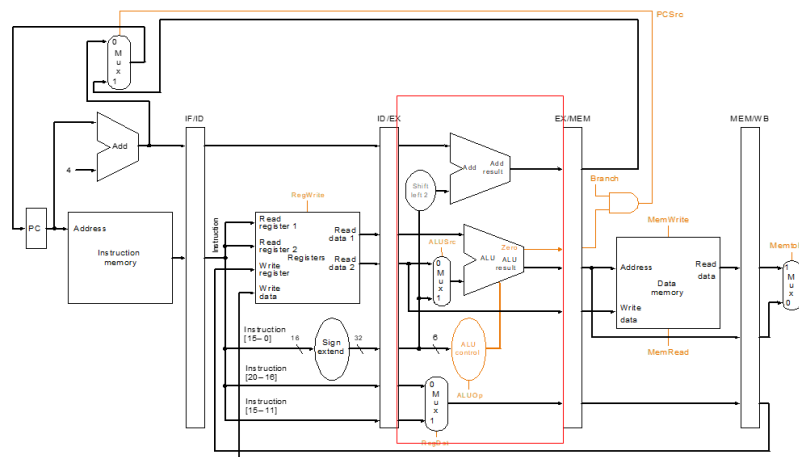 PCSrc
0
M
u
x
1
IF/ID
ID/EX
EX/MEM
MEM/WB
Add
4
Add
Add
result
Shift
left 2
Branch
RegWrite
MemWrite
PC
Address
Instruction
memory
Instruction
Read
register 1
Read
register 2
Write
register
Write
data
Registers
Read
data 1
Read
data 2
ALUSrc
0
M
u
x
1
Zero
ALU
ALU
result
Address
Write
data
Read
data
Data
memory
1
M
u
x
0
Instruction
[15–0]
16
Sign
extend
32
6
ALU
control
MemRead
Instruction
[20–16]
ALUOp
Instruction
[15–11]
0
M
u
x
1
RegDst